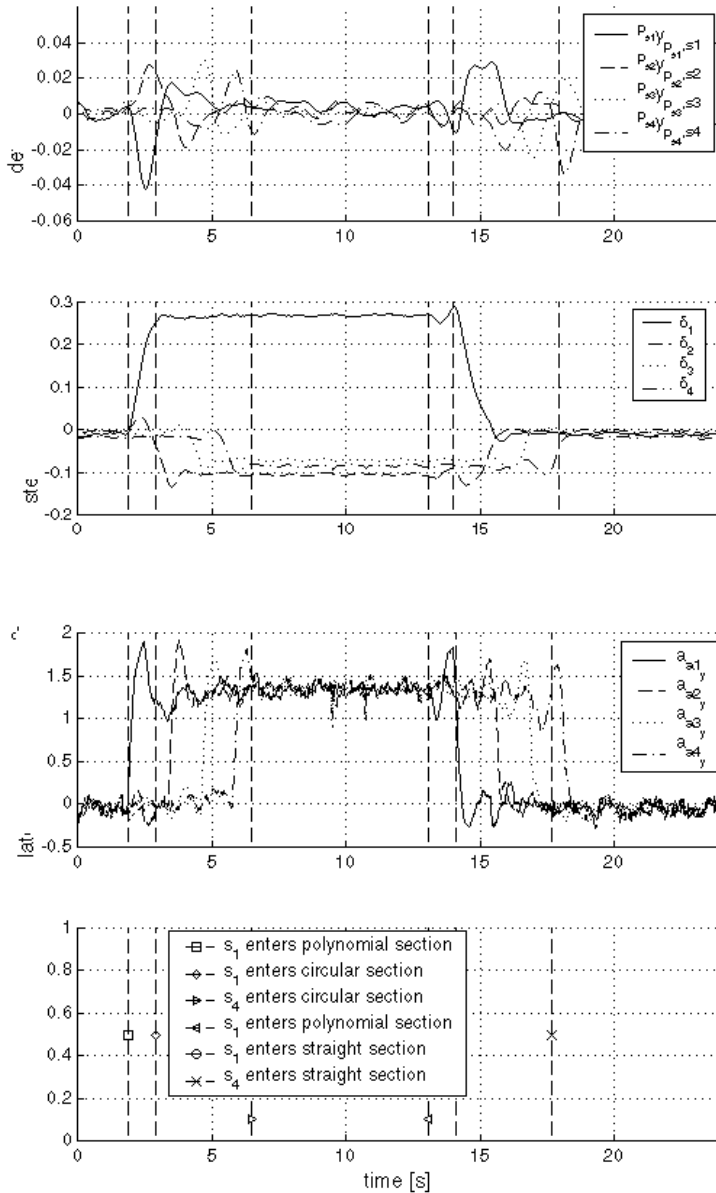 0.04
0.02
0
-0.02
-0.04
-0.06
0 5 10 15 20
de
0.3
0.2
0.1
0
-0.1
-0.2
0 5 10 15 20
ste
δ1
δ2
δ3
δ4
2
1.5
1
0.5
0
-0.5
0 5 10 15 20
as1y
as2y
as3y
as4y
1
0.8
0.6
0.4
0.2
0
0 5 10 15 20
s1 enters polynomial section
s1 enters circular section
s4 enters circular section
s1 enters polynomial section
s1 enters straight section
s4 enters straight section
time [s]